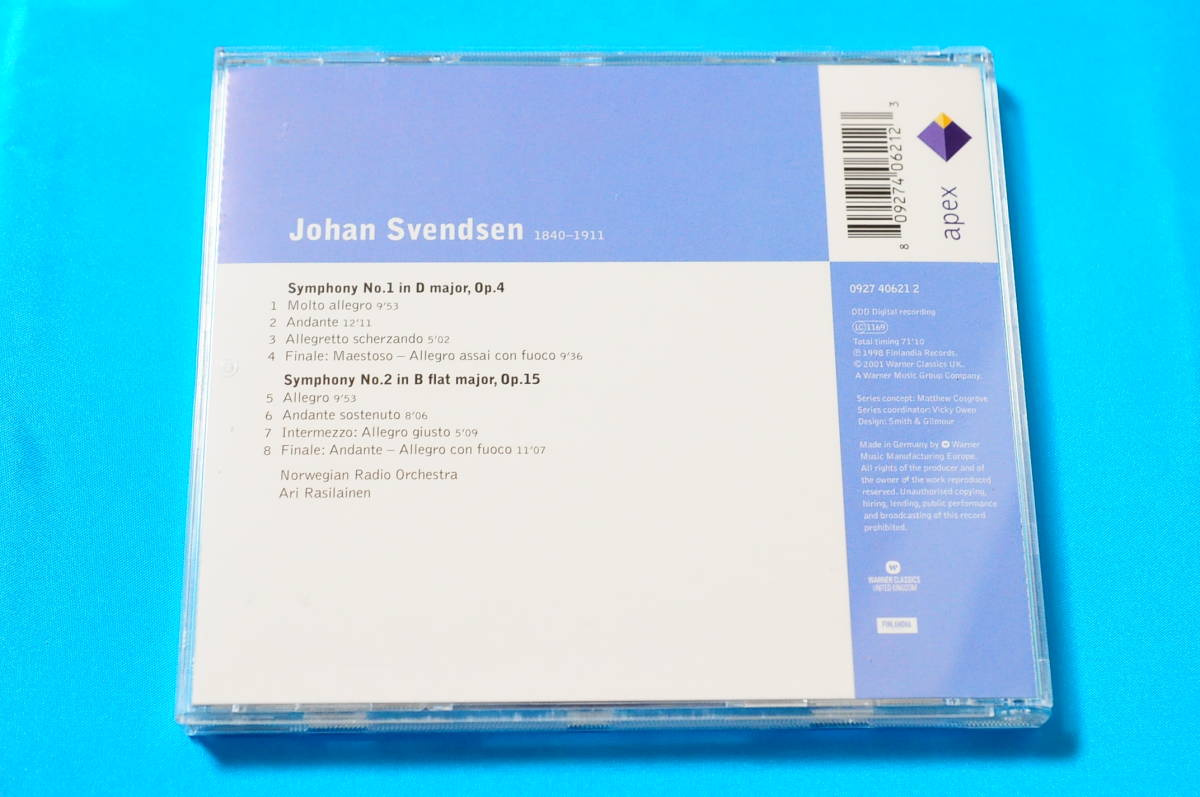 Johan Svendsen 1840–1911
Symphony No.1 in D major, Op.4
1 Molto allegro 9'53
2 Andante 12'11
3 Allegretto scherzando 5'02
4 Finale: Maestoso – Allegro assai con fuoco 9'36
Symphony No.2 in B flat major, Op.15
5 Allegro 9'53
6 Andante sostenuto 8'06
7 Intermezzo: Allegro giusto 5'09
8 Finale: Andante – Allegro con fuoco 11'07
Norwegian Radio Orchestra
Ari Rasilainen
8 09274 06212 3
apex
0927 40621 2
DDD Digital recording
LC 1169
Total timing 71'10
℗ 1998 Finlandia Records.
© 2001 Warner Classics UK.
A Warner Music Group Company.
Series concept: Matthew Cosgrove
Series coordinator: Vicky Owen
Design: Smith & Gilmour
Made in Germany by Warner
Music Manufacturing Europe.
All rights of the producer and of
the owner of the work reproduced
reserved. Unauthorised copying,
hiring, lending, public performance
and broadcasting of this record
prohibited.
WARNER CLASSICS
UNITED KINGDOM
FINLANDIA